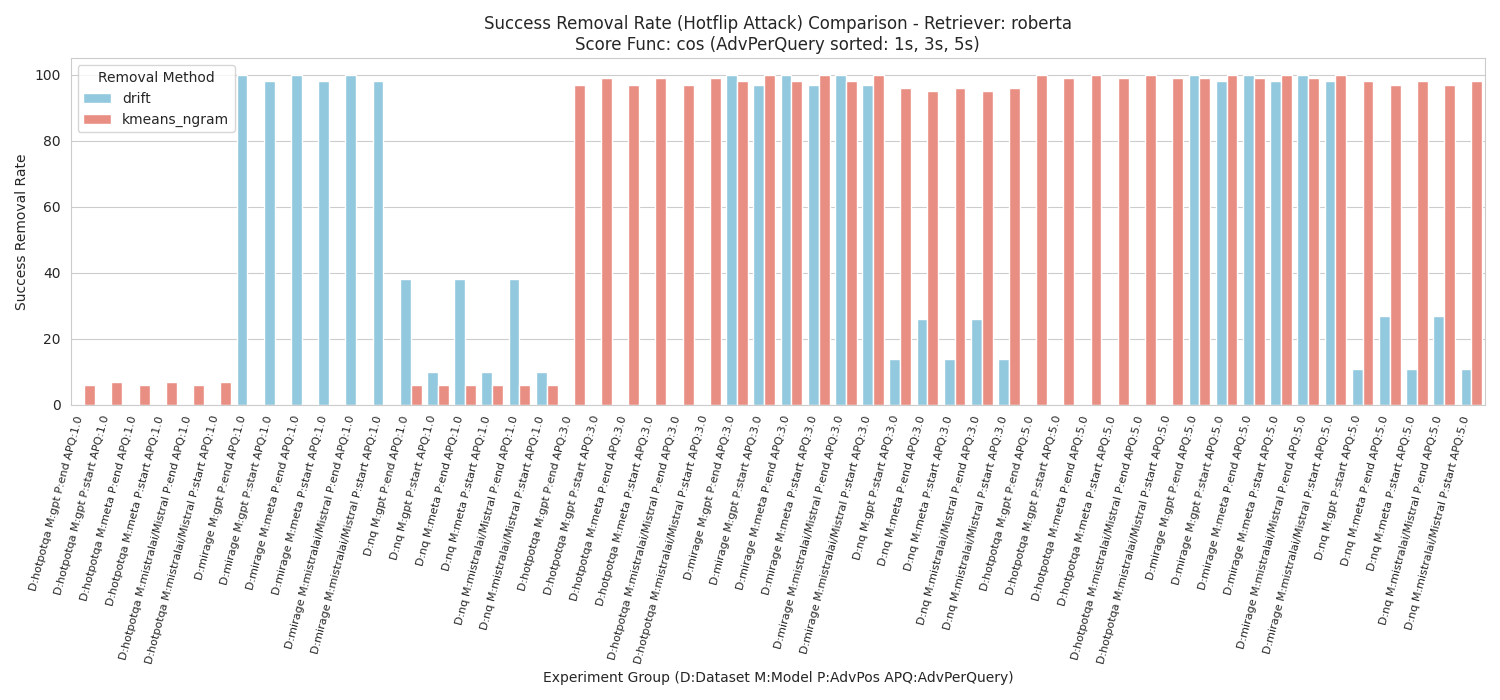 Success Removal Rate (Hotflip Attack) Comparison - Retriever: roberta
Score Func: cos (AdvPerQuery sorted: 1s, 3s, 5s)
Removal Method
drift
kmeans_ngram
Success Removal Rate
100
80
60
40
20
0
D:hotpotqa M:gpt P:end APQ:1.0
D:hotpotqa M:gpt P:start APQ:1.0
D:hotpotqa M:meta P:end APQ:1.0
D:hotpotqa M:meta P:start APQ:1.0
D:hotpotqa M:mistralai/Mistral P:end APQ:1.0
D:hotpotqa M:mistralai/Mistral P:start APQ:1.0
D:mirage M:gpt P:end APQ:1.0
D:mirage M:gpt P:start APQ:1.0
D:mirage M:meta P:end APQ:1.0
D:mirage M:meta P:start APQ:1.0
D:mirage M:mistralai/Mistral P:end APQ:1.0
D:mirage M:mistralai/Mistral P:start APQ:1.0
D:nq M:gpt P:end APQ:1.0
D:nq M:gpt P:start APQ:1.0
D:nq M:meta P:end APQ:1.0
D:nq M:meta P:start APQ:1.0
D:nq M:mistralai/Mistral P:end APQ:1.0
D:nq M:mistralai/Mistral P:start APQ:1.0
D:hotpotqa M:gpt P:end APQ:3.0
D:hotpotqa M:gpt P:start APQ:3.0
D:hotpotqa M:meta P:end APQ:3.0
D:hotpotqa M:meta P:start APQ:3.0
D:hotpotqa M:mistralai/Mistral P:end APQ:3.0
D:hotpotqa M:mistralai/Mistral P:start APQ:3.0
D:mirage M:gpt P:end APQ:3.0
D:mirage M:gpt P:start APQ:3.0
D:mirage M:meta P:end APQ:3.0
D:mirage M:meta P:start APQ:3.0
D:mirage M:mistralai/Mistral P:end APQ:3.0
D:mirage M:mistralai/Mistral P:start APQ:3.0
D:nq M:gpt P:start APQ:3.0
D:nq M:meta P:end APQ:3.0
D:nq M:meta P:start APQ:3.0
D:nq M:mistralai/Mistral P:end APQ:3.0
D:nq M:mistralai/Mistral P:start APQ:3.0
D:hotpotqa M:gpt P:end APQ:5.0
D:hotpotqa M:gpt P:start APQ:5.0
D:hotpotqa M:meta P:end APQ:5.0
D:hotpotqa M:meta P:start APQ:5.0
D:hotpotqa M:mistralai/Mistral P:end APQ:5.0
D:hotpotqa M:mistralai/Mistral P:start APQ:5.0
D:mirage M:gpt P:end APQ:5.0
D:mirage M:gpt P:start APQ:5.0
D:mirage M:meta P:end APQ:5.0
D:mirage M:meta P:start APQ:5.0
D:mirage M:mistralai/Mistral P:end APQ:5.0
D:mirage M:mistralai/Mistral P:start APQ:5.0
D:nq M:gpt P:start APQ:5.0
D:nq M:meta P:end APQ:5.0
D:nq M:meta P:start APQ:5.0
D:nq M:mistralai/Mistral P:end APQ:5.0
D:nq M:mistralai/Mistral P:start APQ:5.0
Experiment Group (D:Dataset M:Model P:AdvPos APQ:AdvPerQuery)